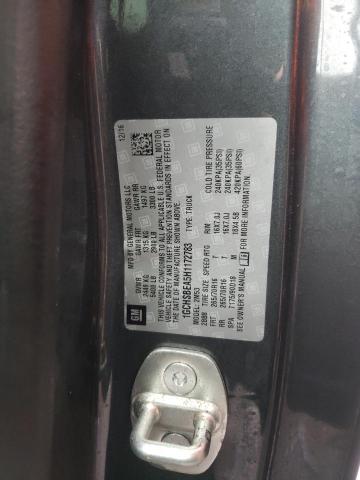 GM
MFD BY GENERAL MOTORS LLC 12/16
GVWR GAWR FRT GAWR RR
2449 KG 1315 KG 1497 KG
5400 LB 2900 LB 3300 LB
THIS VEHICLE CONFORMS TO ALL APPLICABLE U.S. FEDERAL MOTOR
VEHICLE SAFETY AND THEFT PREVENTION STANDARDS IN EFFECT ON
THE DATE OF MANUFACTURE SHOWN ABOVE.
1GCHSBEA5H1172783 TYPE: TRUCK
MODEL: 2M53
TIRE SIZE SPEED RTG RIM COLD TIRE PRESSURE
FRT 265/70R16 T 16X7.0J 240KPA(35PSI)
RR 265/70R16 T 16X7.0J 240KPA(35PSI)
SPA T175/90D18 M 18X4.5B 420KPA(60PSI)
SEE OWNER'S MANUAL FOR MORE INFORMATION